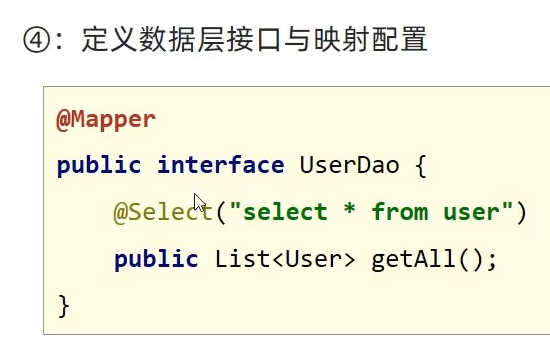 ④：定义数据层接口与映射配置
@Mapper
public interface UserDao {
    @Select("select * from user")
    public List<User> getAll();
}